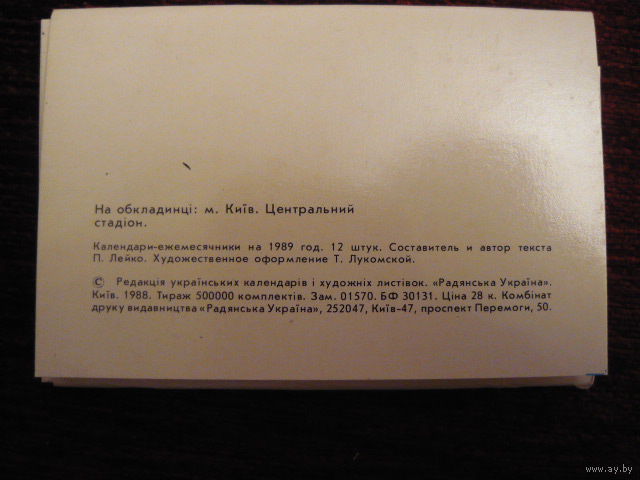 На обкладинці: м. Київ. Центральний
стадіон.
Календари-ежемесячники на 1989 год. 12 штук. Составитель и автор текста
П. Лейко. Художественное оформление Т. Лукомской.
© Редакція українських календарів і художніх листівок. «Радянська Україна».
Київ. 1988. Тираж 500000 комплектів. Зам. 01570. БФ 30131. Ціна 28 к. Комбінат
друку видавництва «Радянська Україна», 252047, Київ-47, проспект Перемоги, 50.
www.ay.by